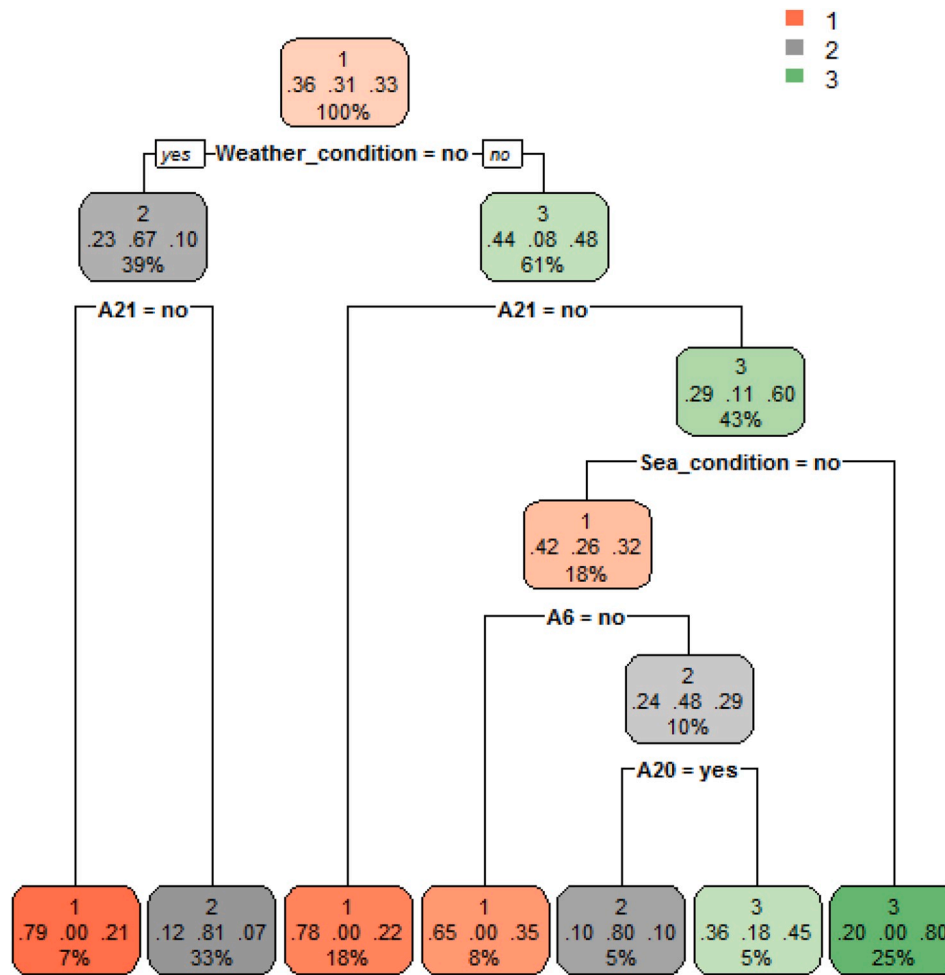 1
2
3
1
.36 .31 .33
100%
yes Weather_condition = no no
2
.23 .67 .10
39%
3
.44 .08 .48
61%
A21 = no
A21 = no
3
.29 .11 .60
43%
Sea_condition = no
1
.42 .26 .32
18%
A6 = no
2
.24 .48 .29
10%
A20 = yes
1
.79 .00 .21
7%
2
.12 .81 .07
33%
1
.78 .00 .22
18%
1
.65 .00 .35
8%
2
.10 .80 .10
5%
3
.36 .18 .45
5%
3
.20 .00 .80
25%